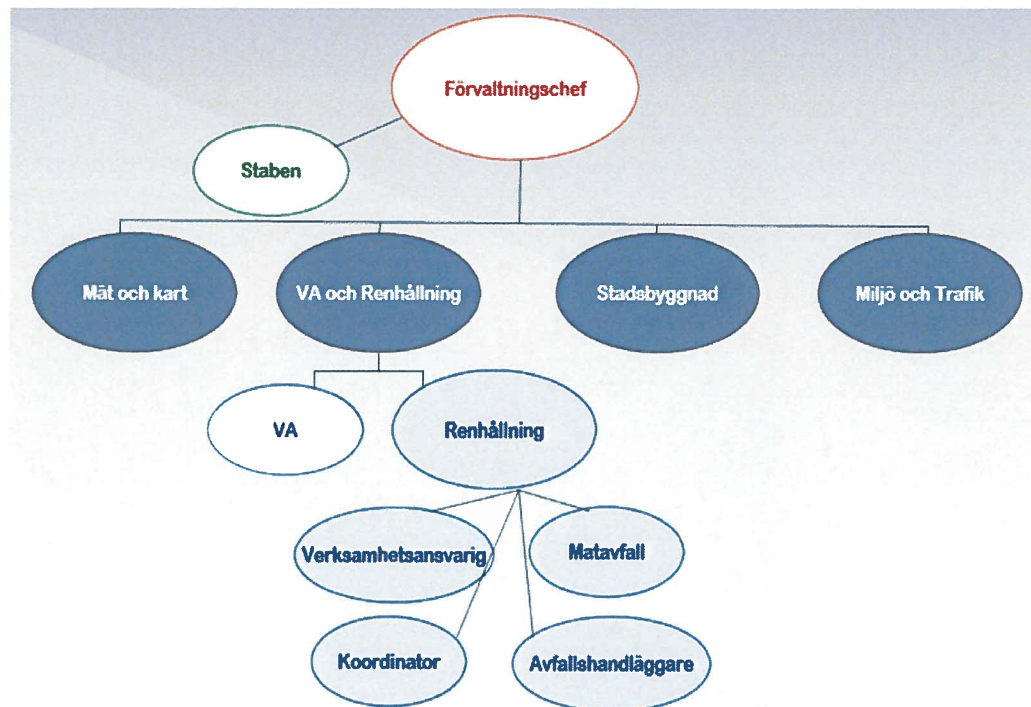 Förvaltningschef
Staben
Mät och kart
VA och Renhållning
Stadsbyggnad
Miljö och Trafik
VA
Renhållning
Verksamhetsansvarig
Matavfall
Koordinator
Avfallshandläggare